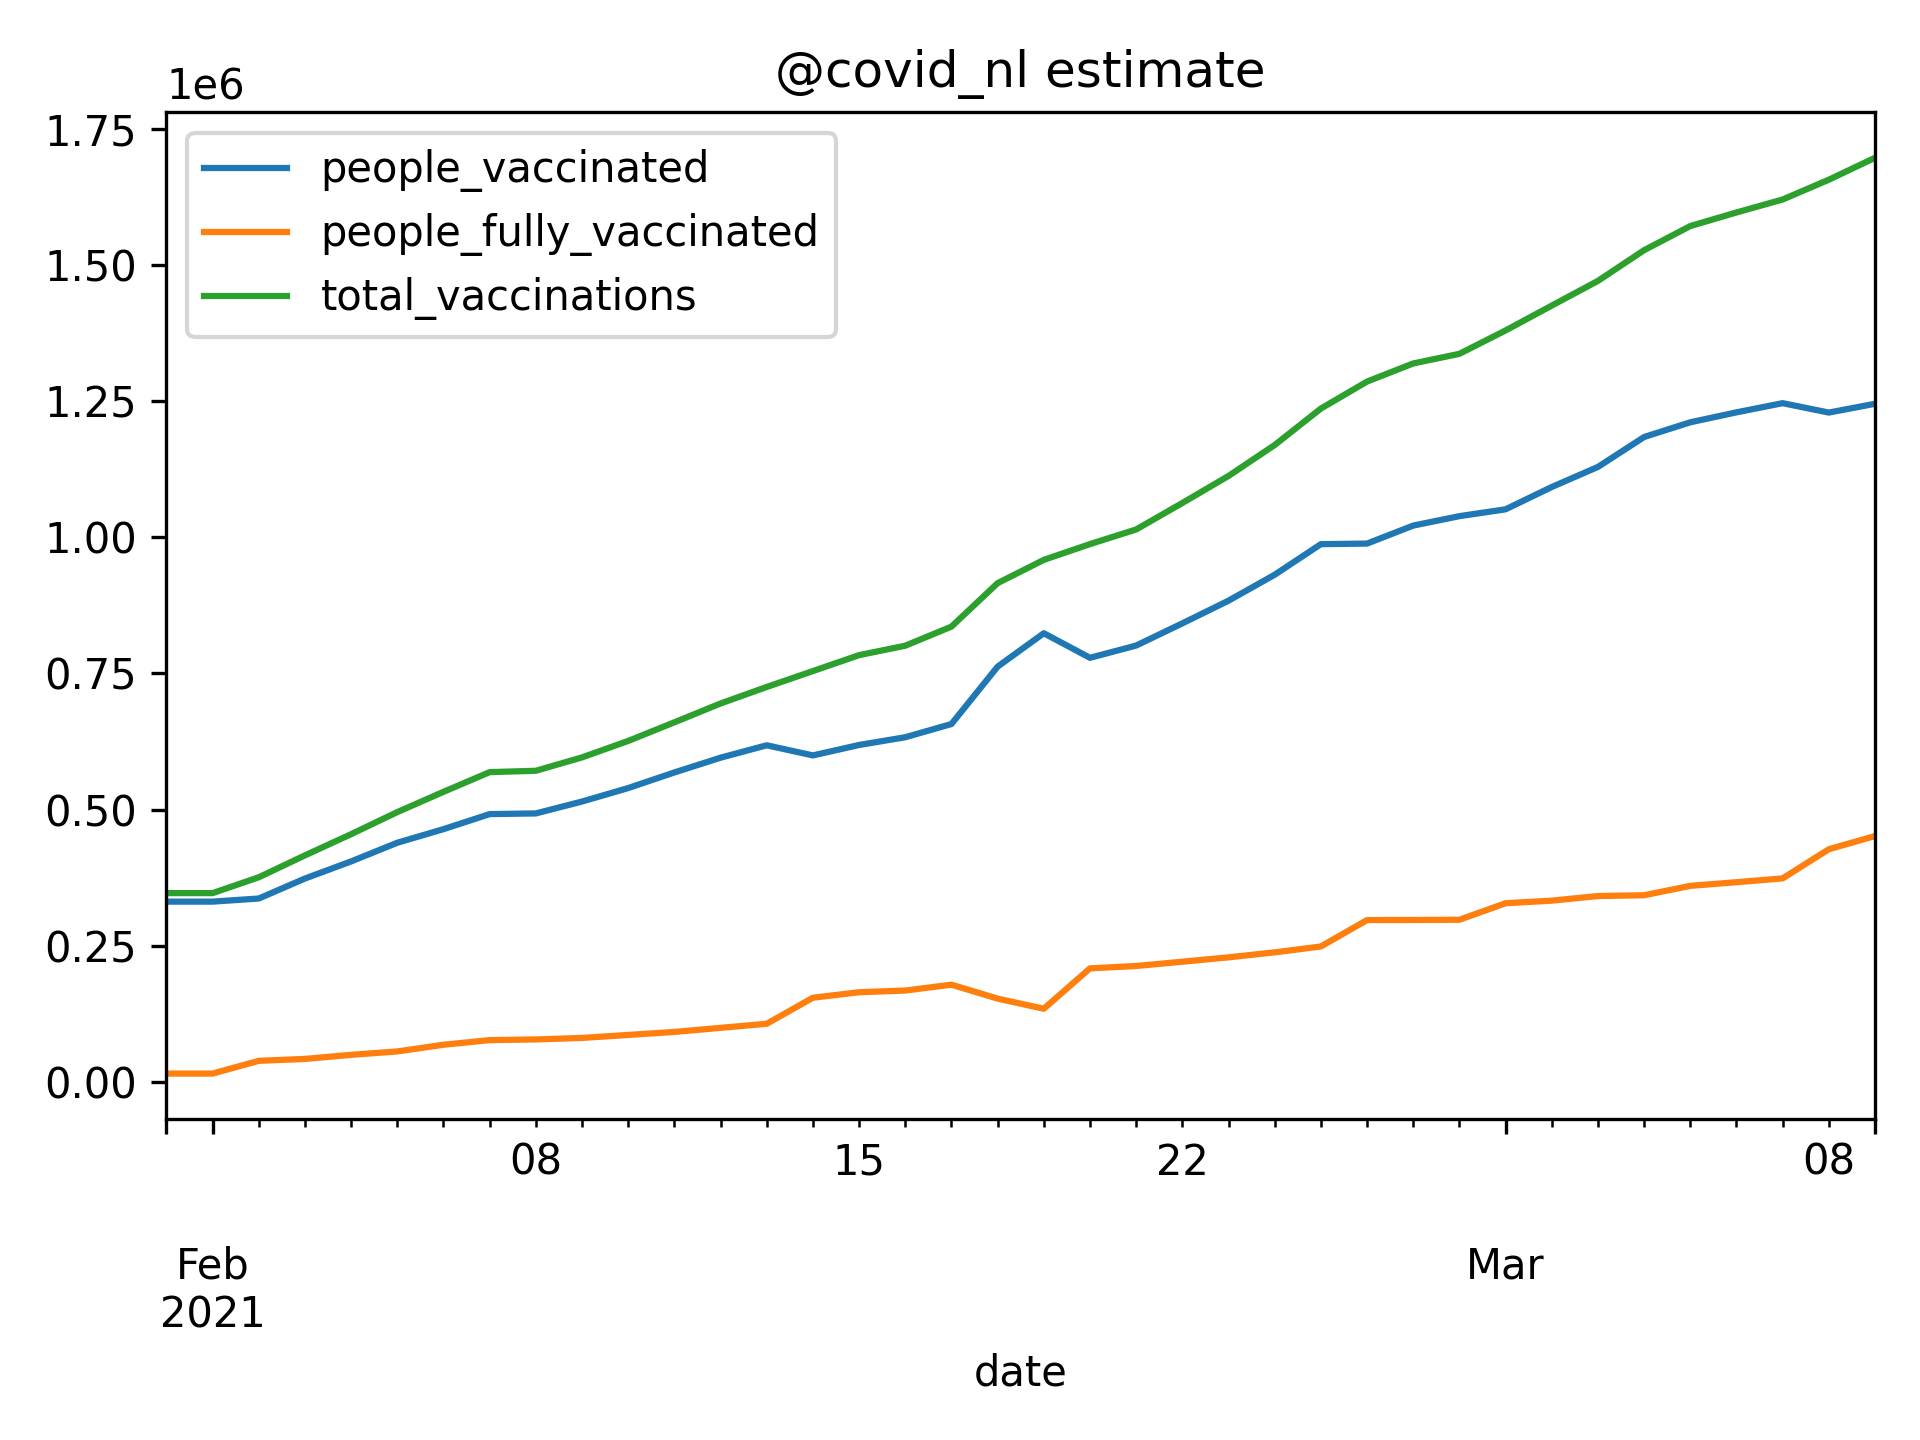 @covid_nl estimate
1e6
1.75
1.50
1.25
1.00
0.75
0.50
0.25
0.00
people_vaccinated
people_fully_vaccinated
total_vaccinations
08
15
22
08
Feb
2021
Mar
date